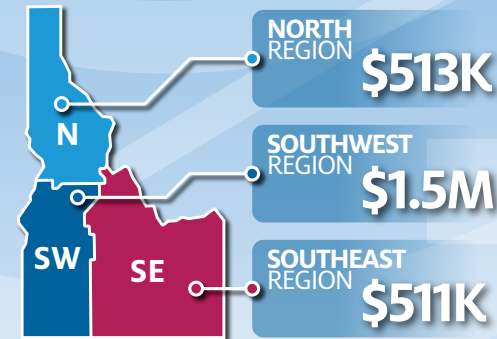 NORTH
REGION
$513K
N
SOUTHWEST
REGION
$1.5M
SW
SE
SOUTHEAST
REGION
$511K